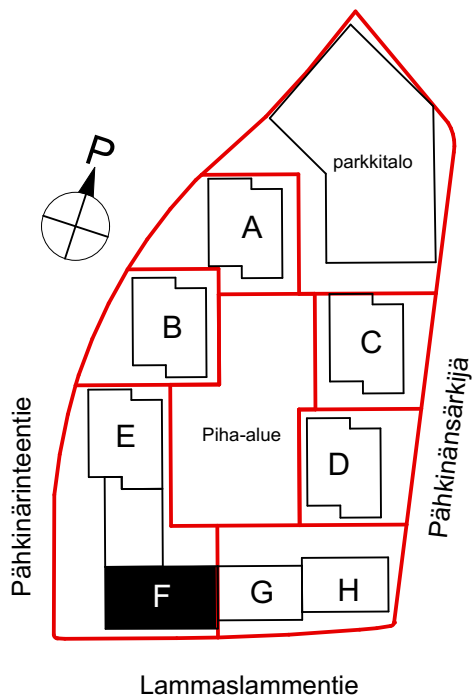 P
parkkitalo
A
B
C
E
Piha-alue
D
F
G
H
Pähkinärinteentie
Pähkinänsärkijä
Lammaslammentie